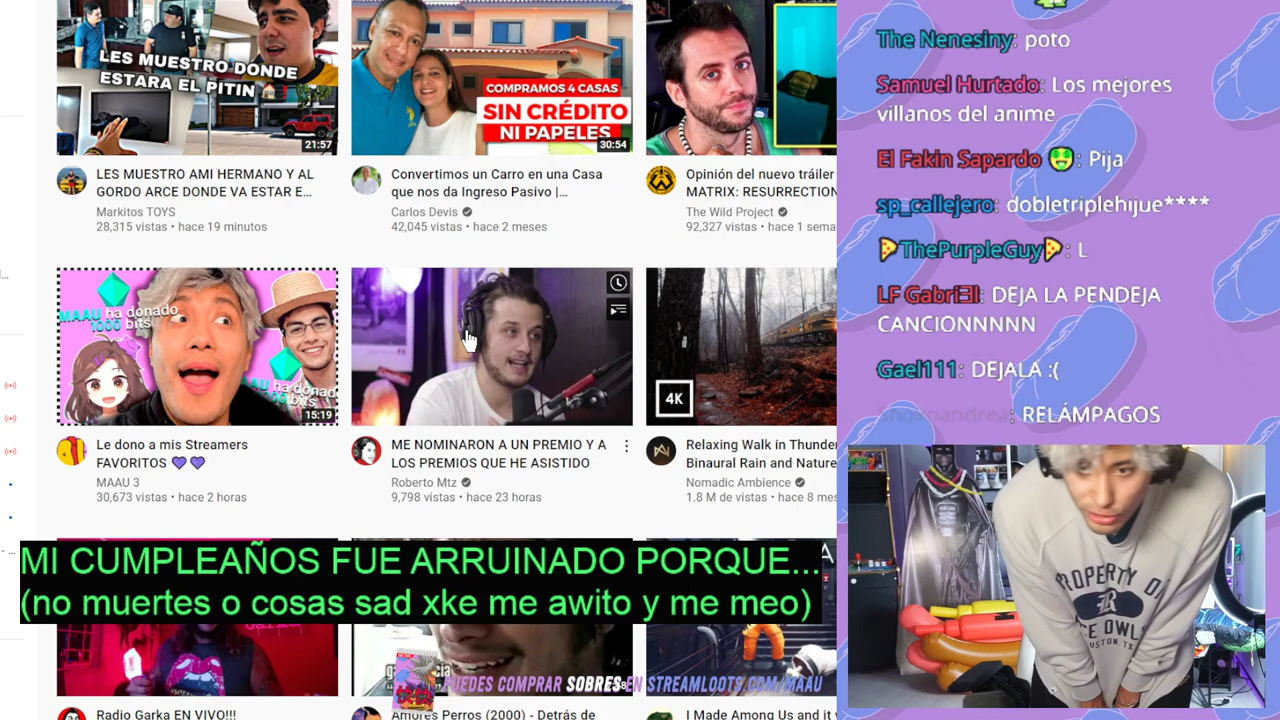 LES MUESTRO DONDE
ESTARA EL PITIN
21:57
LES MUESTRO AMI HERMANO Y AL
GORDO ARCE DONDE VA ESTAR E...
Markitos TOYS
28,315 vistas • hace 19 minutos
COMPRAMOS 4 CASAS
SIN CRÉDITO
NI PAPELES
30:54
Convertimos un Carro en una Casa
que nos da Ingreso Pasivo |...
Carlos Devis
42,045 vistas • hace 2 meses
Opinión del nuevo tráiler
MATRIX: RESURRECTION
The Wild Project
92,327 vistas • hace 1 sema
MAAU ha donado
1000 bits
AU ha donad
bits
15:19
Le dono a mis Streamers
FAVORITOS 💜💜
MAAU 3
30,673 vistas • hace 2 horas
ME NOMINARON A UN PREMIO Y A
LOS PREMIOS QUE HE ASISTIDO
Roberto Mtz
9,798 vistas • hace 23 horas
4K
Relaxing Walk in Thunder
Binaural Rain and Nature
Nomadic Ambience
1.8 M de vistas • hace 8 mes
MI CUMPLEAÑOS FUE ARRUINADO PORQUE...
(no muertes o cosas sad xke me awito y me meo)
PUEDES COMPRAR SOBRES EN STREAMLOOTS.COM/MAAU
Radio Garka EN VIVO!!!
Amores Perros (2000) - Detrás de
I Made Among Us and it w
The Nenesiny: poto
Samuel Hurtado: Los mejores
villanos del anime
El Fakin Sapardo 🤑: Pija
sp_callejero: dobletriplehijue****
🍕ThePurpleGuy🍕: L
LF GabriΞl: DEJA LA PENDEJA
CANCIONNNNN
Gael111: DEJALA :(
: RELÁMPAGOS
PROPERTY OF
R
ICE OWLS
HOUSTON, TX